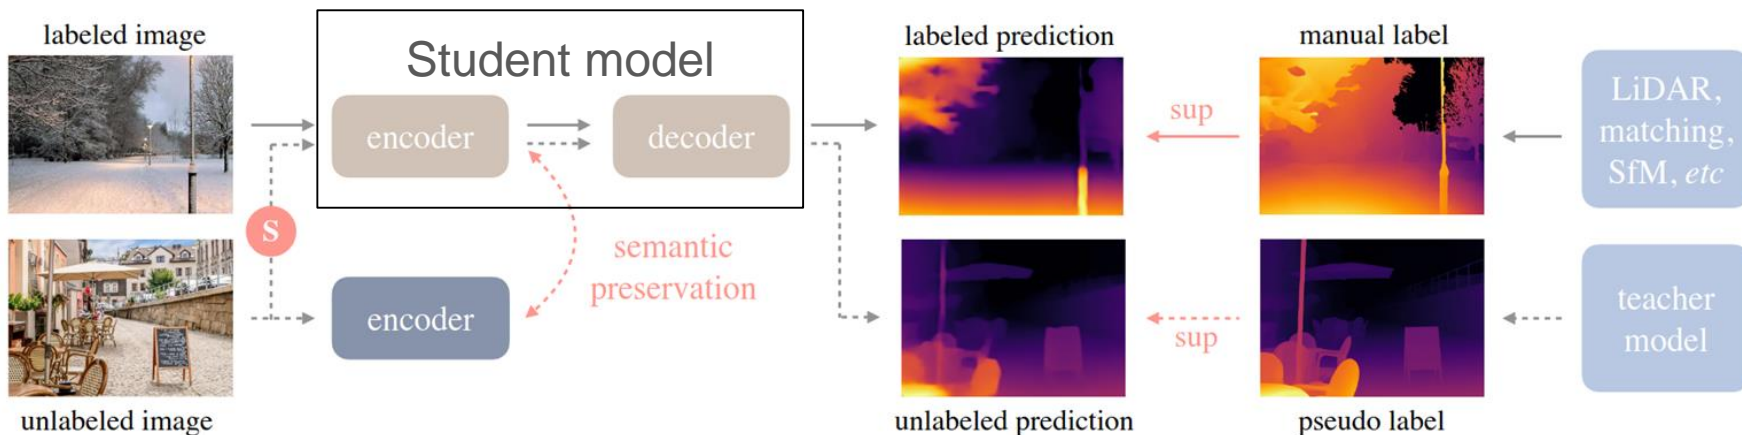 labeled image
Student model
labeled prediction
manual label
encoder
decoder
sup
LiDAR,
matching,
SfM, etc
S
semantic
preservation
encoder
sup
teacher
model
unlabeled image
unlabeled prediction
pseudo label